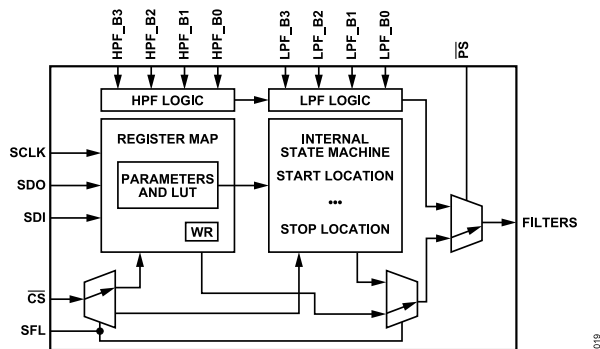 HPF_B3
HPF_B2
HPF_B1
HPF_B0
LPF_B3
LPF_B2
LPF_B1
LPF_B0
PS
HPF LOGIC
LPF LOGIC
REGISTER MAP
PARAMETERS
AND LUT
WR
INTERNAL
STATE MACHINE
START LOCATION
...
STOP LOCATION
SCLK
SDO
SDI
CS
SFL
FILTERS
019